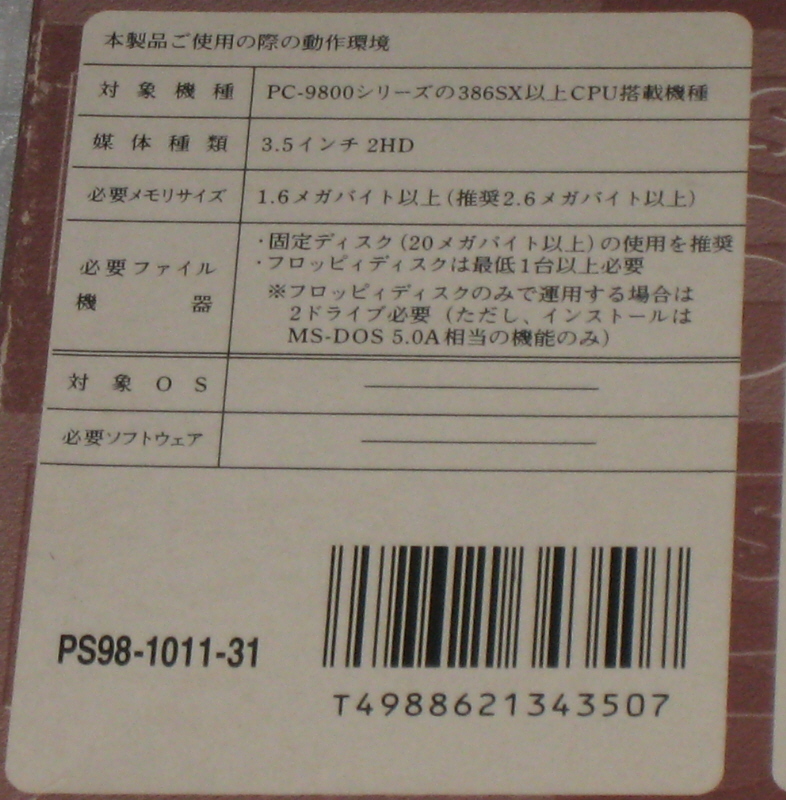 本製品ご使用の際の動作環境
対象機種 PC-9800シリーズの386SX以上CPU搭載機種
媒体種類 3.5インチ 2HD
必要メモリサイズ 1.6メガバイト以上(推奨2.6メガバイト以上)
必要ファイル機器
・固定ディスク(20メガバイト以上)の使用を推奨
・フロッピィディスクは最低1台以上必要
※フロッピィディスクのみで運用する場合は
2ドライブ必要(ただし、インストールは
MS-DOS 5.0A相当の機能のみ)
対象OS
必要ソフトウェア
PS98-1011-31
T4988621343507